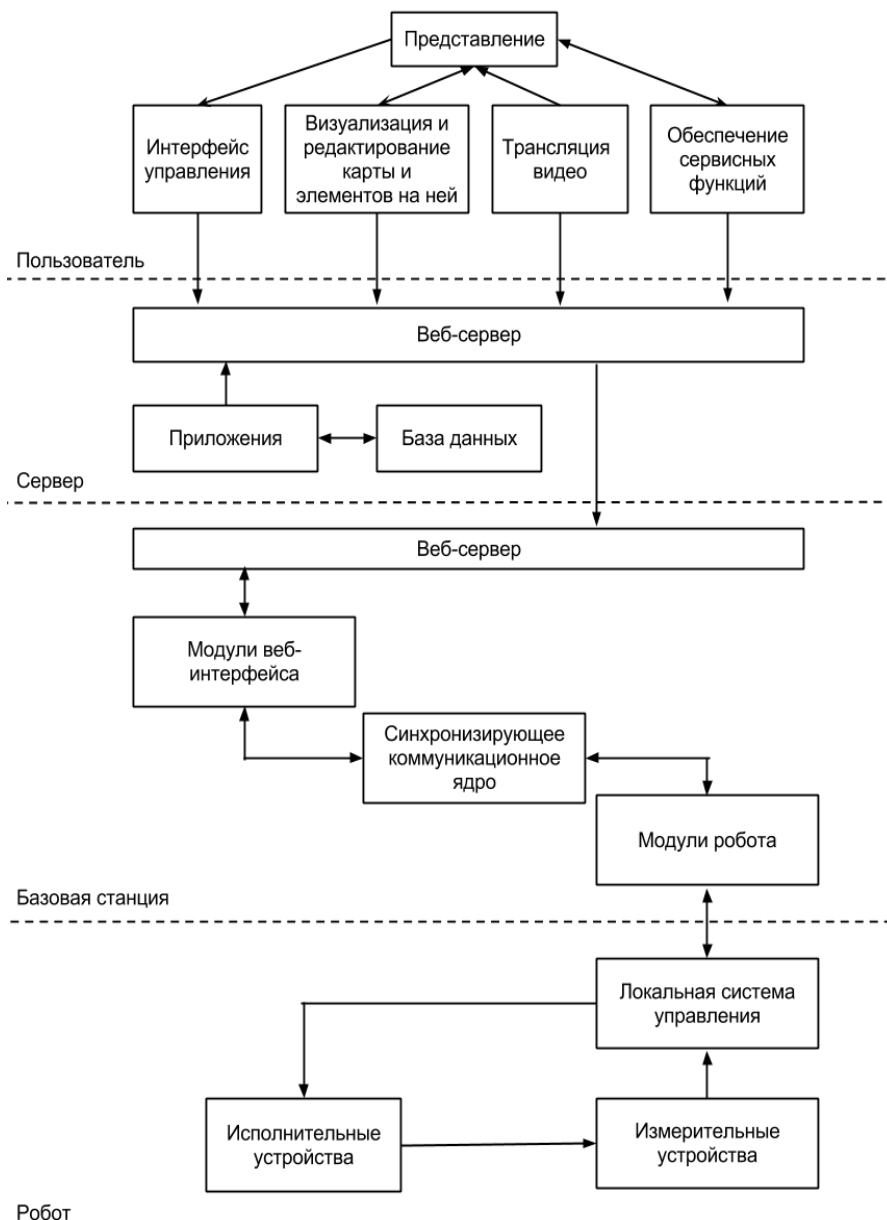 Представление
Интерфейс
управления
Визуализация и
редактирование
карты и
элементов на ней
Трансляция
видео
Обеспечение
сервисных
функций
Пользователь
Веб-сервер
Приложения
База данных
Сервер
Веб-сервер
Модули веб-
интерфейса
Синхронизирующее
коммуникационное
ядро
Модули робота
Базовая станция
Локальная система
управления
Исполнительные
устройства
Измерительные
устройства
Робот